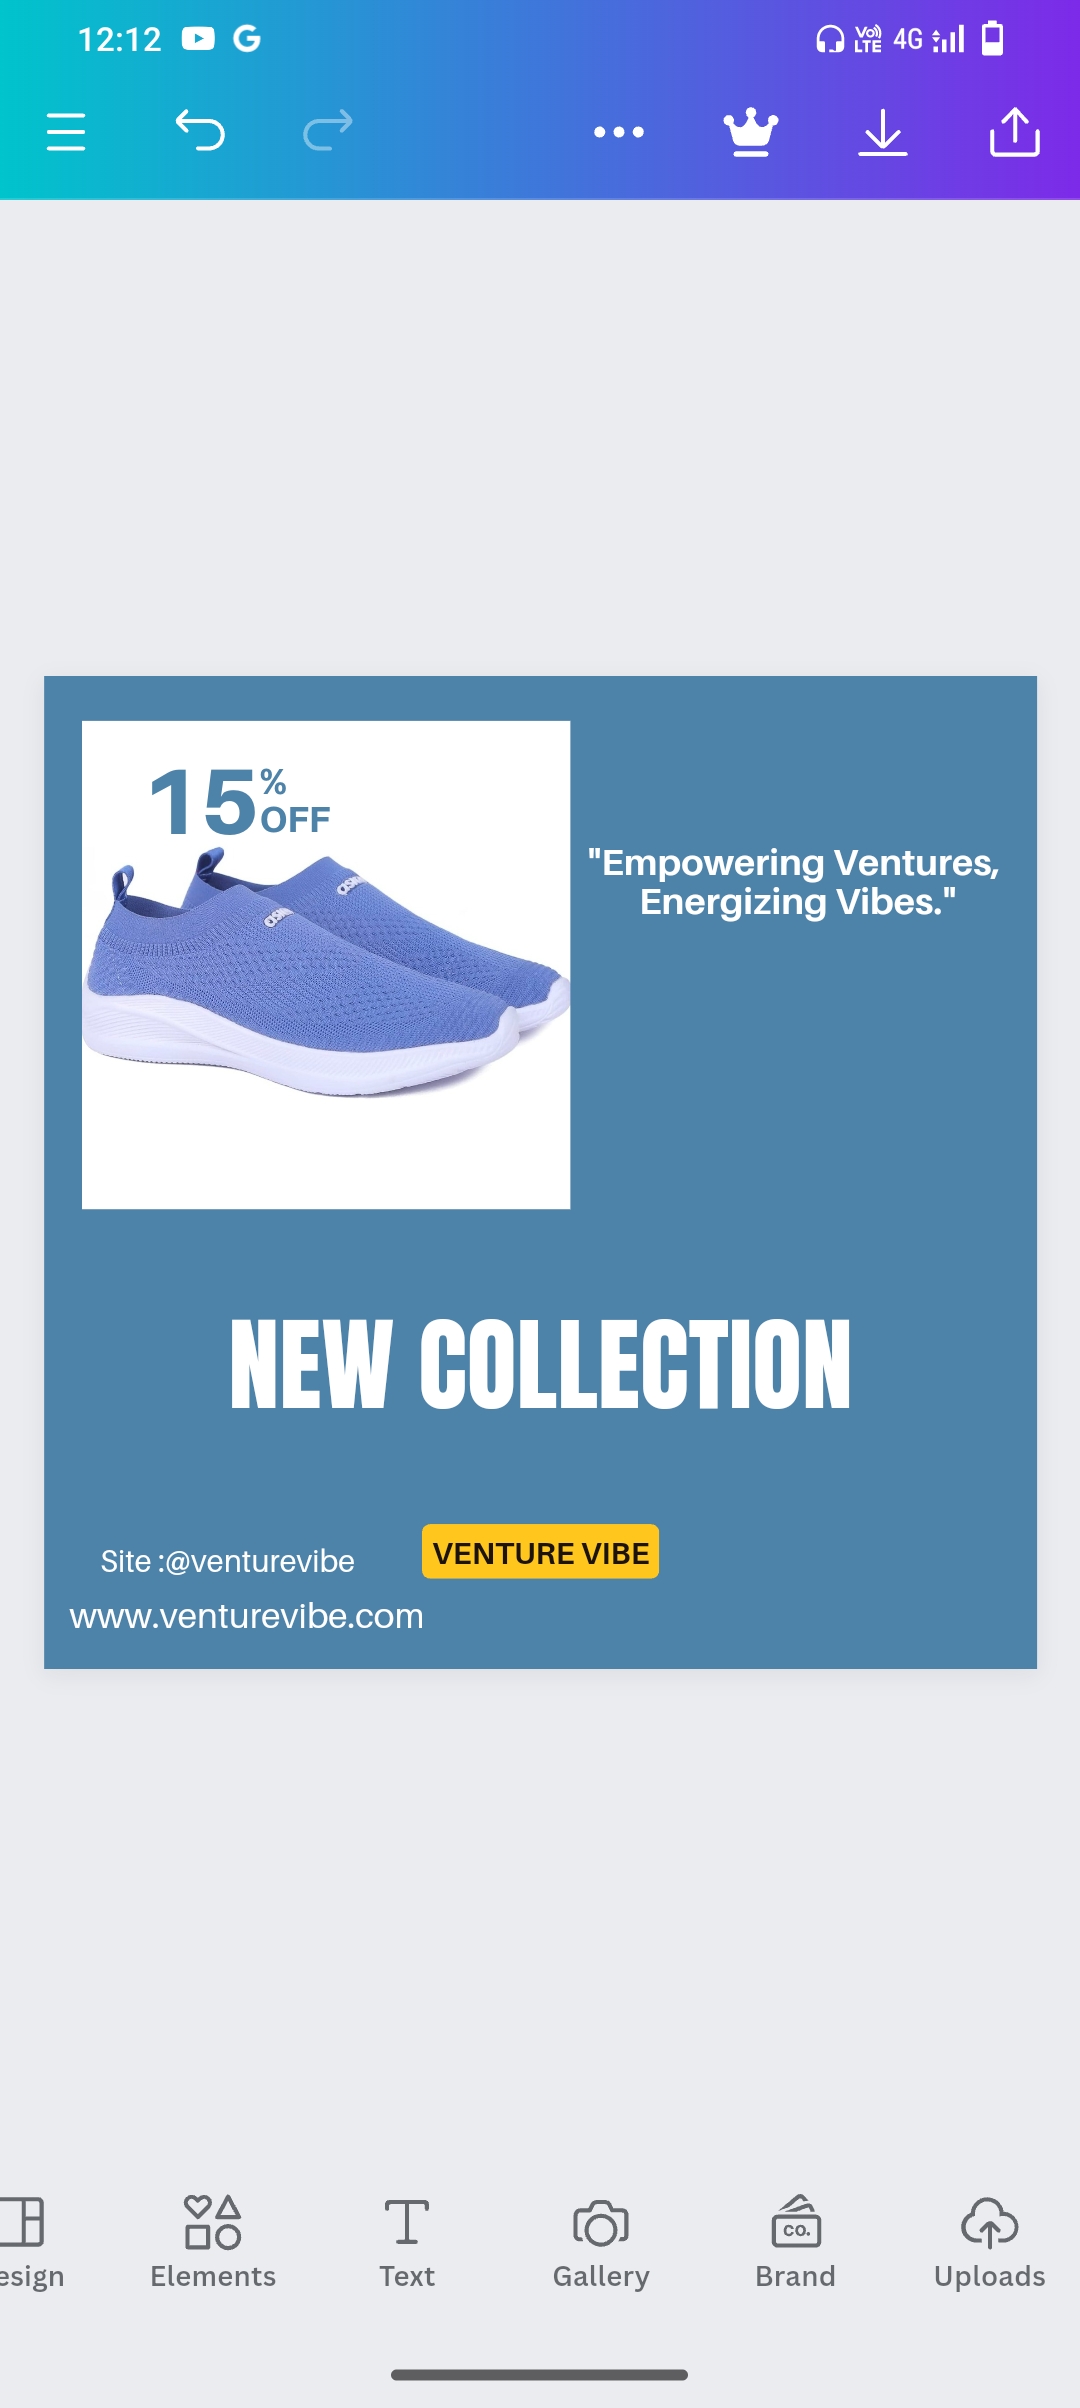 12:12
Vo)) LTE 4G
15% OFF
"Empowering Ventures,
Energizing Vibes."
NEW COLLECTION
Site :@venturevibe
VENTURE VIBE
www.venturevibe.com
CO.
esign Elements Text Gallery Brand Uploads